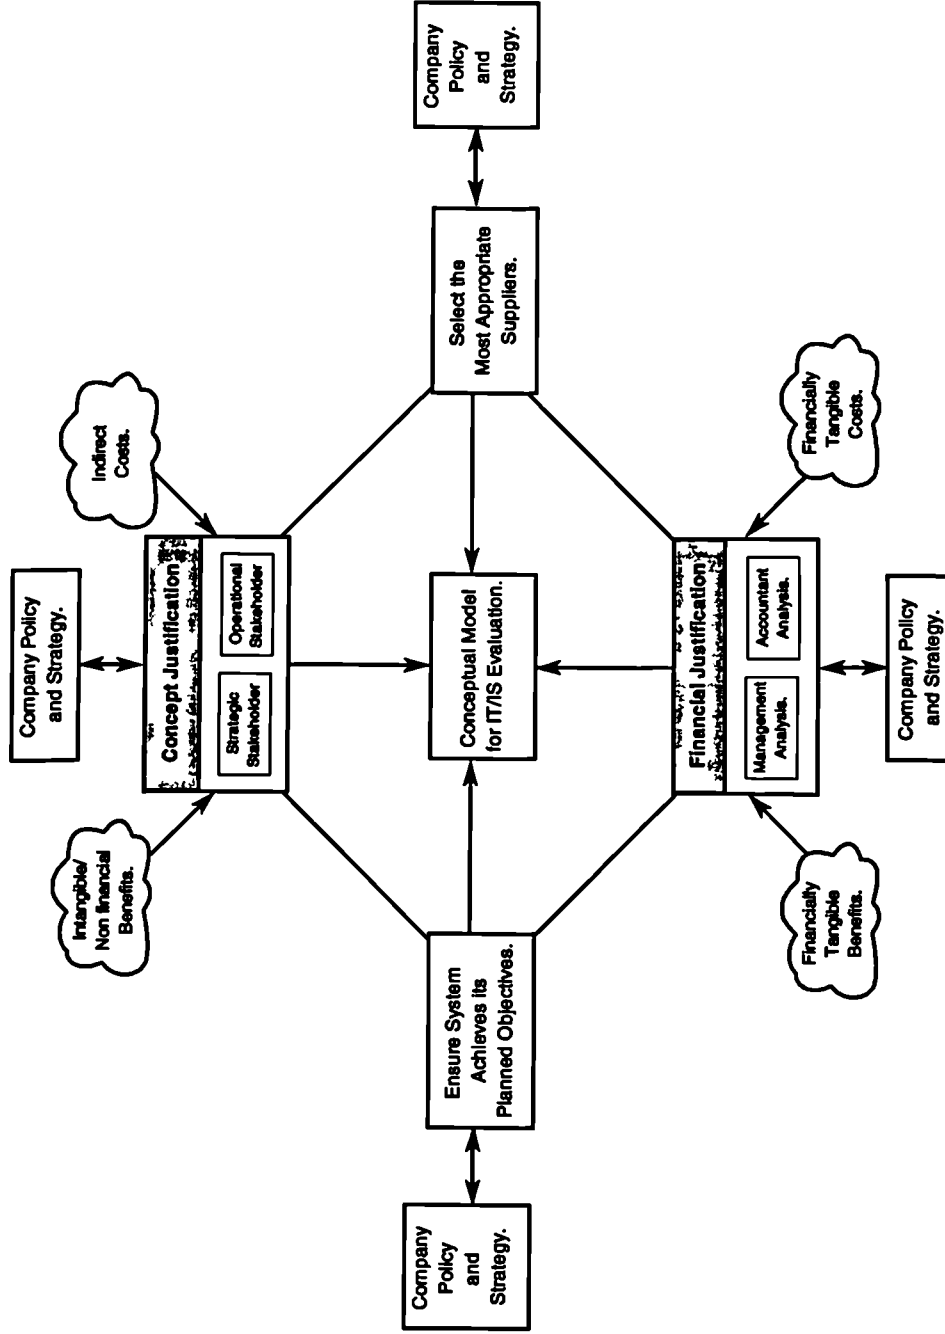 Company Policy
and Strategy.
Intangible/
Non financial
Benefits.
Indirect
Costs.
Concept Justification
Strategic
Stakeholder
Operational
Stakeholder
Company
Policy
and
Strategy.
Ensure System
Achieves its
Planned Objectives.
Conceptual Model
for IT/IS Evaluation.
Select the
Most Appropriate
Suppliers.
Company
Policy
and
Strategy.
Financial Justification
Management
Analysis.
Accountant
Analysis.
Financially
Tangible
Benefits.
Financially
Tangible
Costs.
Company Policy
and Strategy.